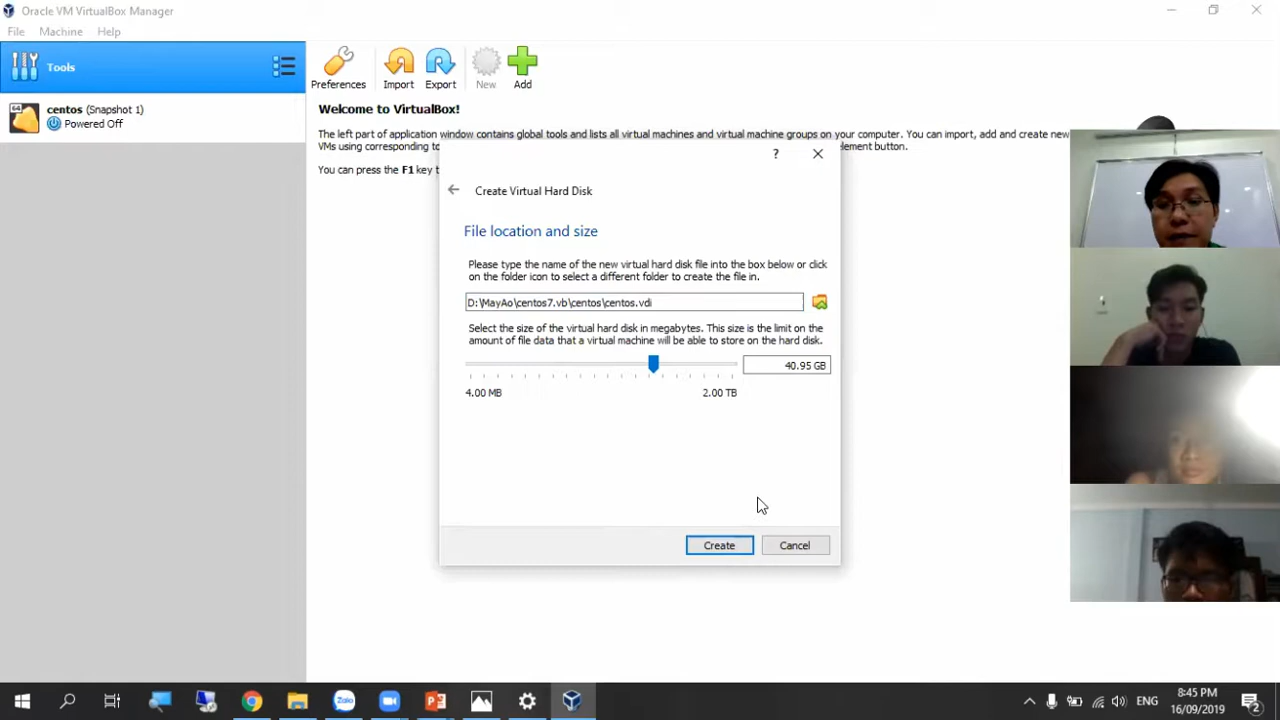 Oracle VM VirtualBox Manager
File Machine Help
Tools
Preferences Import Export New Add
centos (Snapshot 1)
Powered Off
Welcome to VirtualBox!
The left part of application window contains global tools and lists all virtual machines and virtual machine groups on your computer. You can import, add and create new
VMs using corresponding to
element button.
You can press the F1 key t
Create Virtual Hard Disk
File location and size
Please type the name of the new virtual hard disk file into the box below or click
on the folder icon to select a different folder to create the file in.
D:\MayAo\centos7.vb\centos\centos.vdi
Select the size of the virtual hard disk in megabytes. This size is the limit on the
amount of file data that a virtual machine will be able to store on the hard disk.
40.95 GB
4.00 MB 2.00 TB
Create Cancel
Zalo
ENG
8:45 PM
16/09/2019
2